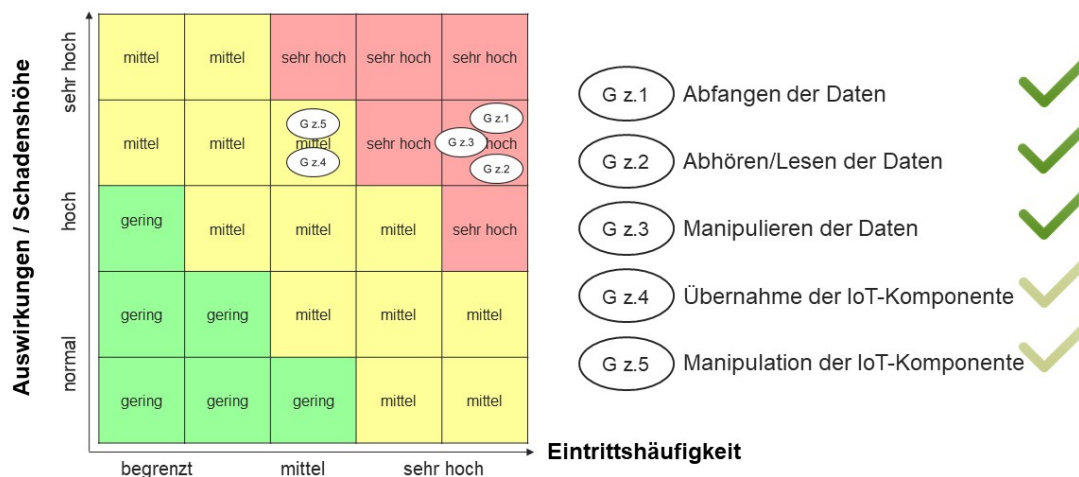 Auswirkungen / Schadenshöhe
sehr hoch
hoch
normal
mittel mittel sehr hoch sehr hoch sehr hoch
mittel mittel mittel sehr hoch hoch
G z.5
G z.4
G z.1
G z.3
G z.2
gering mittel mittel mittel sehr hoch
gering gering mittel mittel mittel
gering gering gering mittel mittel
begrenzt mittel sehr hoch
Eintrittshäufigkeit
G z.1 Abfangen der Daten
G z.2 Abhören/Lesen der Daten
G z.3 Manipulieren der Daten
G z.4 Übernahme der IoT-Komponente
G z.5 Manipulation der IoT-Komponente